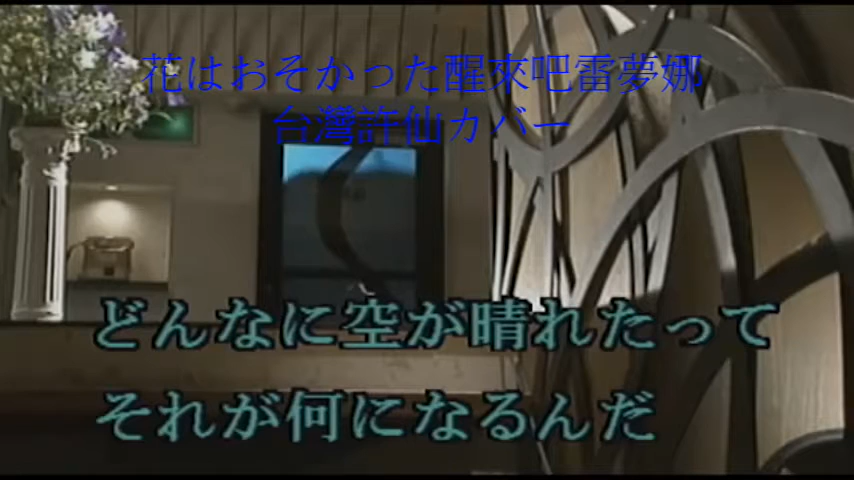 花はおそかった醒來吧雷夢娜
台灣許仙カバー
どんなに空が晴れたって
それが何になるんだ